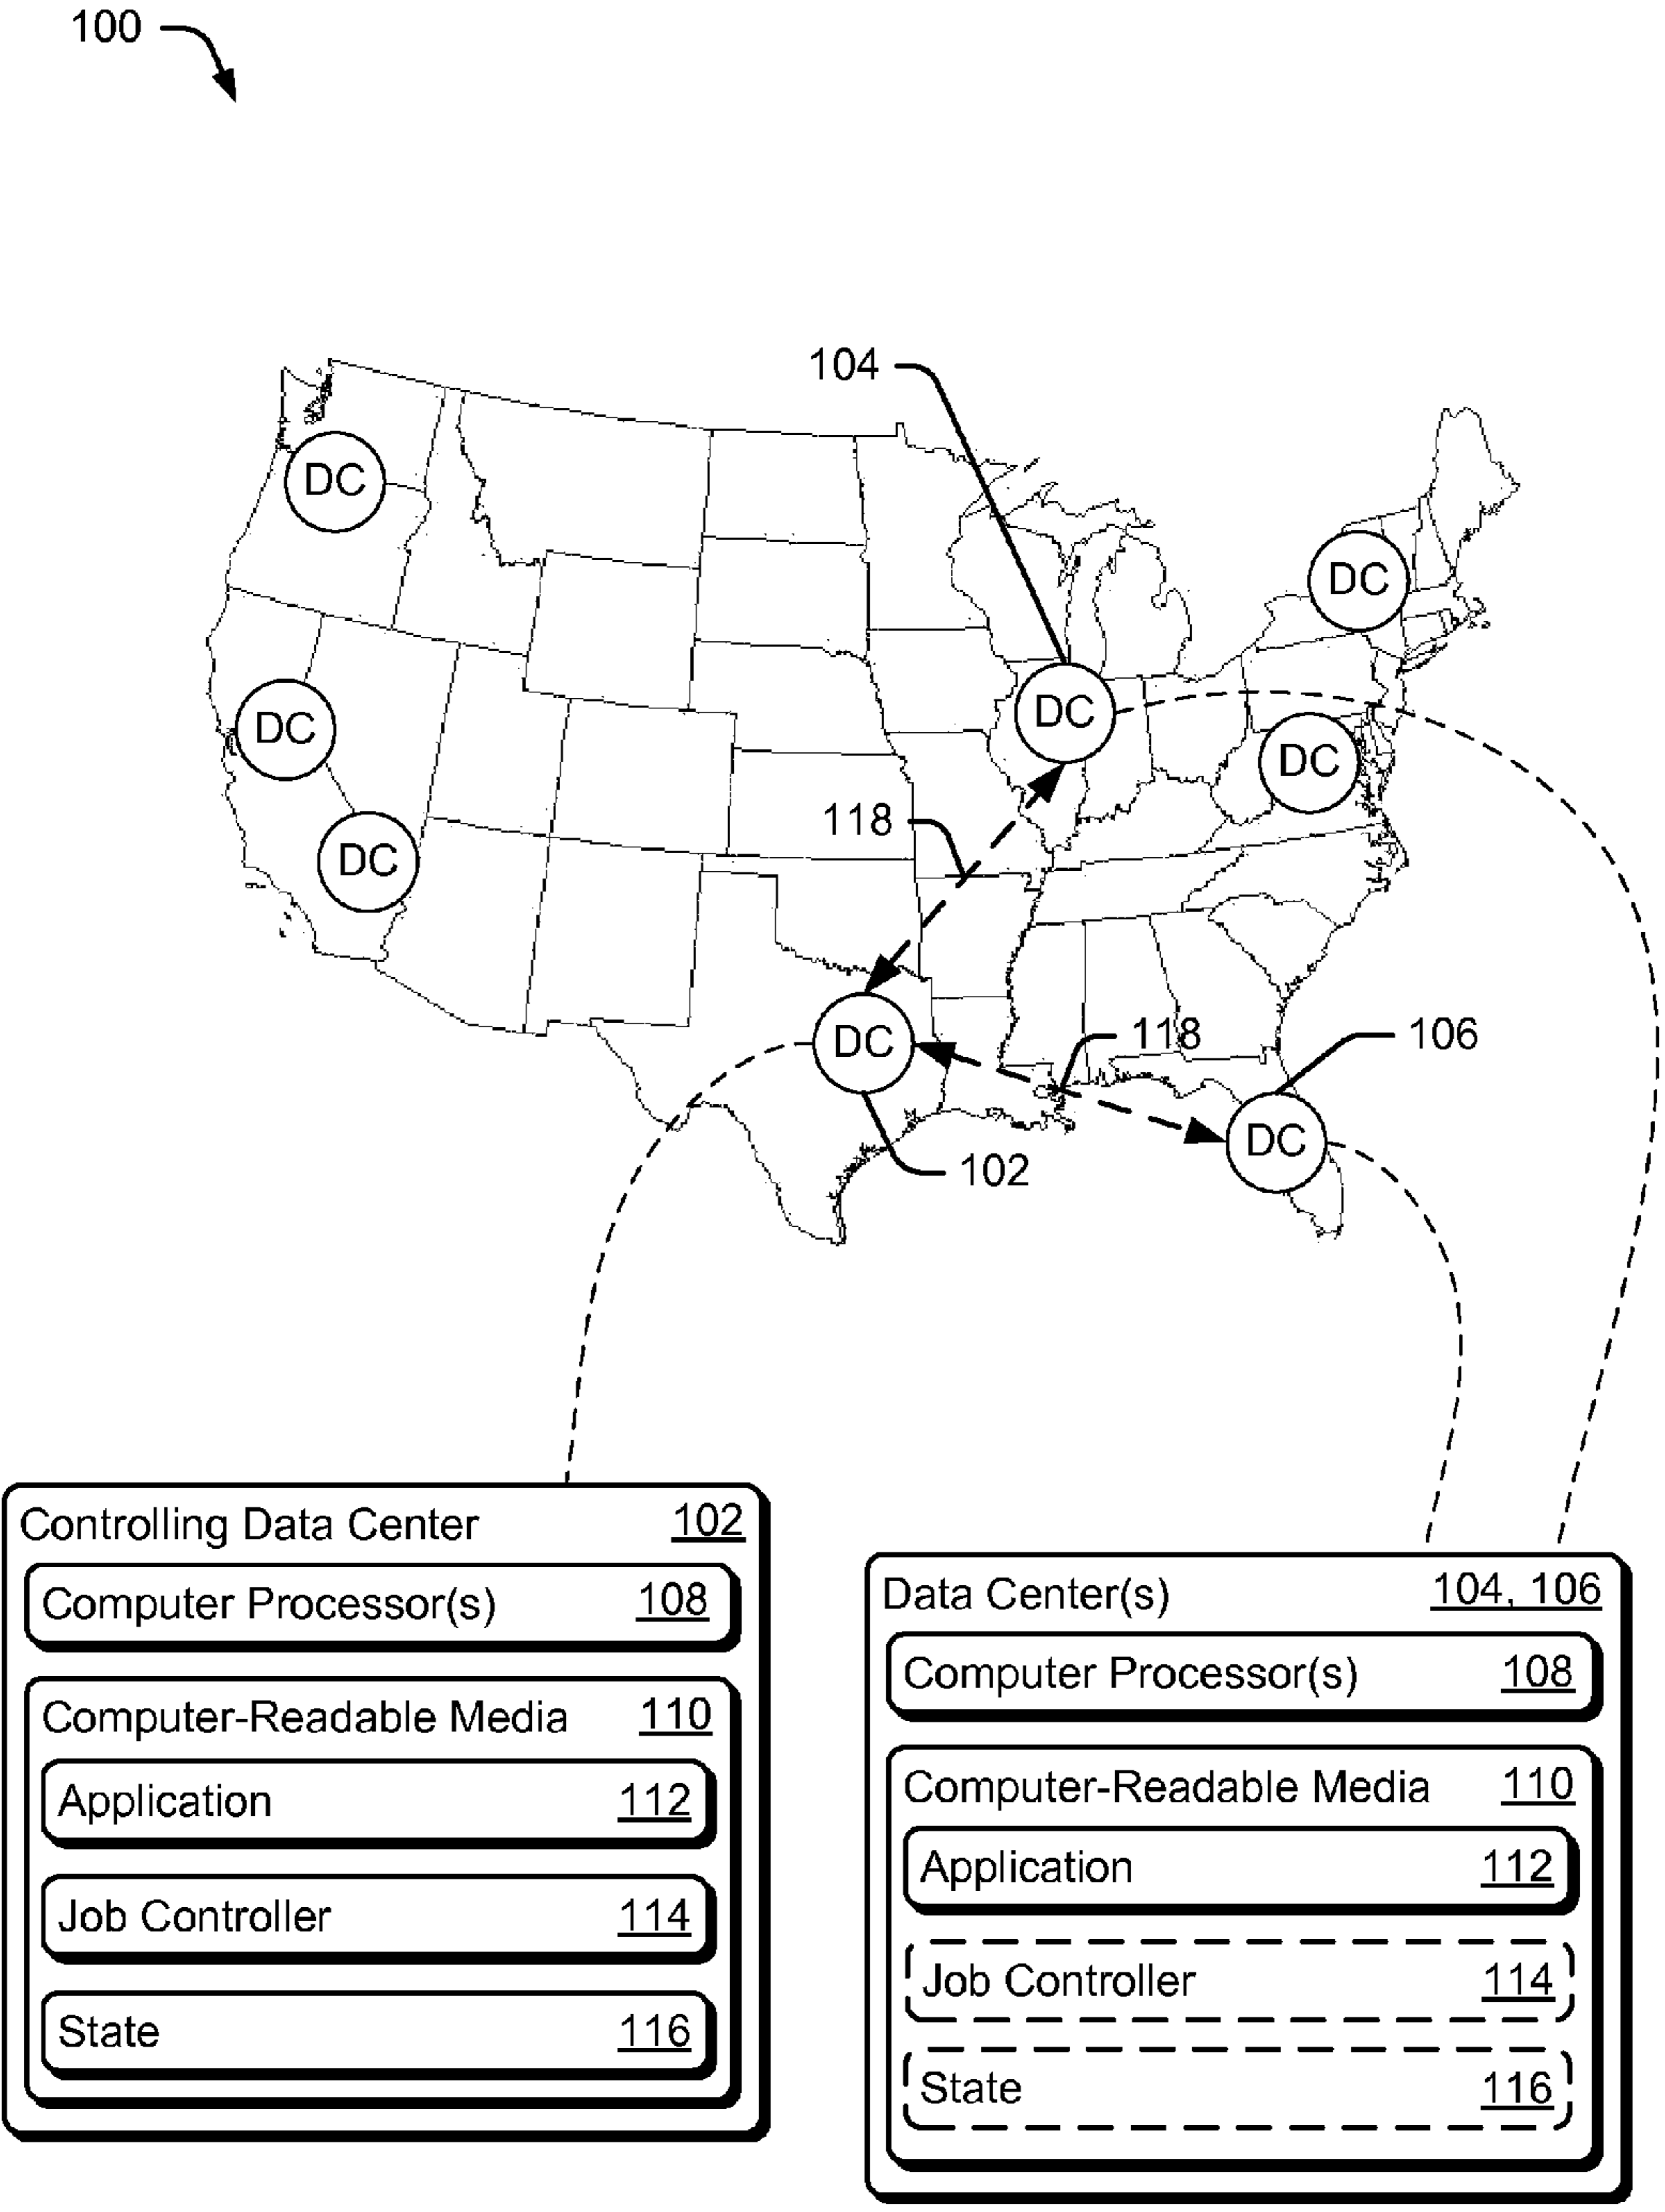 100
104
DC
DC
DC
DC
DC
118
DC
DC
118
106
DC
102
Controlling Data Center 102
Computer Processor(s) 108
Computer-Readable Media 110
Application 112
Job Controller 114
State 116
Data Center(s) 104, 106
Computer Processor(s) 108
Computer-Readable Media 110
Application 112
Job Controller 114
State 116